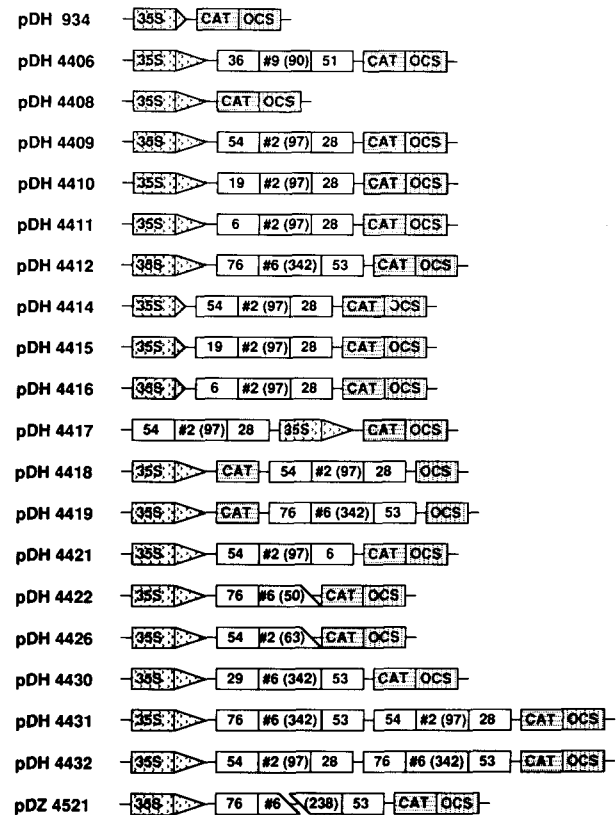 pDH 934 35S CAT OCS
pDH 4406 35S 36 #9 (90) 51 CAT OCS
pDH 4408 35S CAT OCS
pDH 4409 35S 54 #2 (97) 28 CAT OCS
pDH 4410 35S 19 #2 (97) 28 CAT OCS
pDH 4411 35S 6 #2 (97) 28 CAT OCS
pDH 4412 35S 76 #6 (342) 53 CAT OCS
pDH 4414 35S 54 #2 (97) 28 CAT OCS
pDH 4415 35S 19 #2 (97) 28 CAT OCS
pDH 4416 35S 6 #2 (97) 28 CAT OCS
pDH 4417 54 #2 (97) 28 35S CAT OCS
pDH 4418 35S CAT 54 #2 (97) 28 OCS
pDH 4419 35S CAT 76 #6 (342) 53 OCS
pDH 4421 35S 54 #2 (97) 6 CAT OCS
pDH 4422 35S 76 #6 (50) CAT OCS
pDH 4426 35S 54 #2 (63) CAT OCS
pDH 4430 35S 29 #6 (342) 53 CAT OCS
pDH 4431 35S 76 #6 (342) 53 54 #2 (97) 28 CAT OCS
pDH 4432 35S 54 #2 (97) 28 76 #6 (342) 53 CAT OCS
pDZ 4521 35S 76 #6 (238) 53 CAT OCS